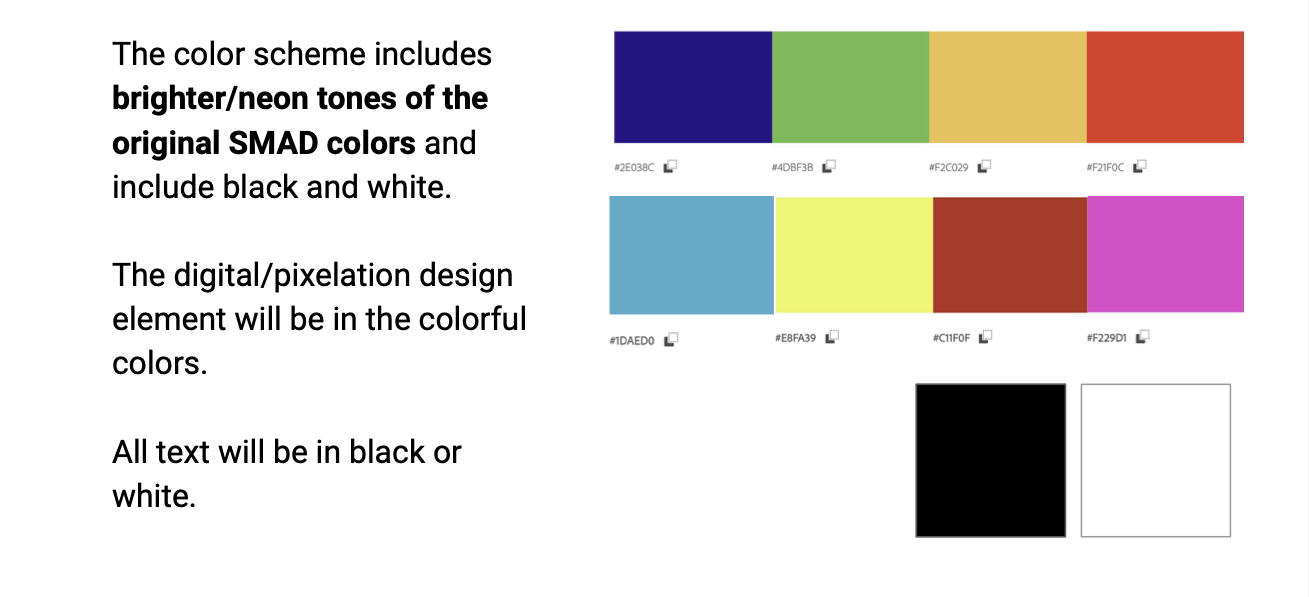 The color scheme includes
brighter/neon tones of the
original SMAD colors and
include black and white.
The digital/pixelation design
element will be in the colorful
colors.
All text will be in black or
white.
#2E038C #4DBF3B #F2C029 #F21F0C
#1DAED0 #E8FA39 #C11F0F #F229D1